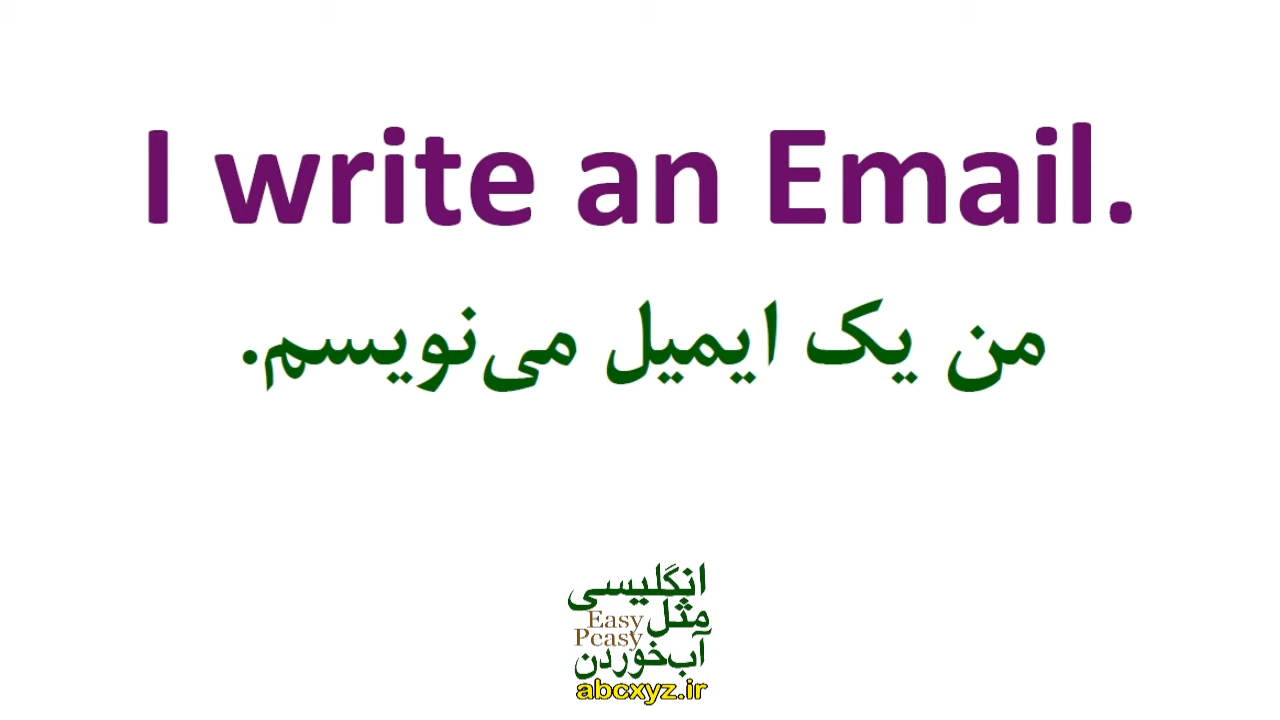 I write an Email.
من یک ایمیل می‌نویسم.
انگلیسی
مثل
Easy
Peasy
آب‌خوردن
abcxyz.ir